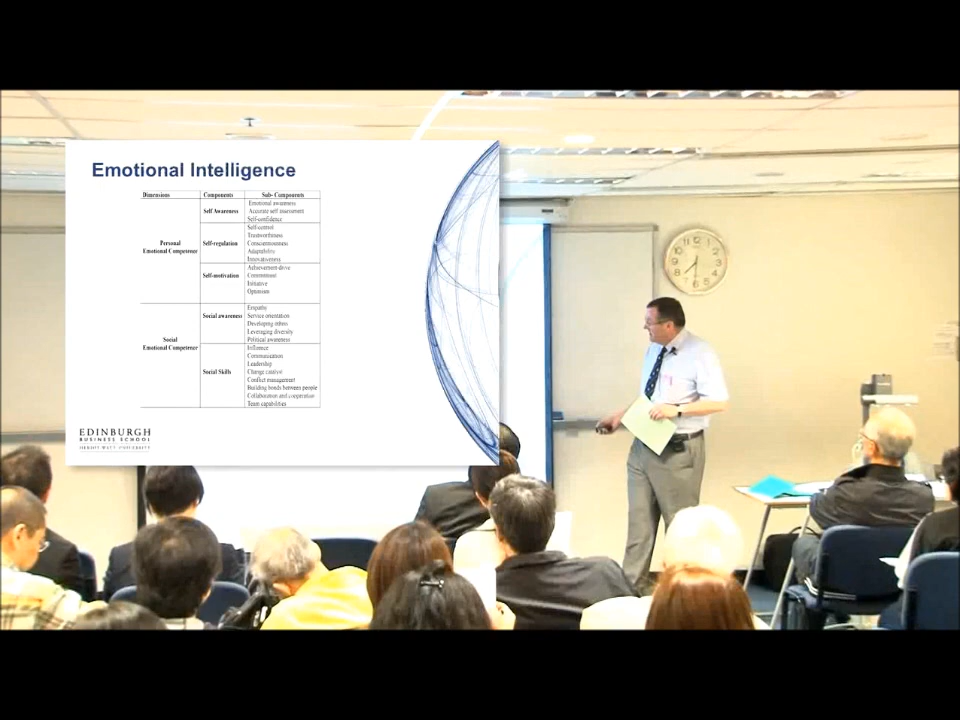 Emotional Intelligence
Dimensions Components Sub- Components
Personal
Emotional Competence
Self Awareness
Emotional awareness
Accurate self assessment
Self-confidence
Self-regulation
Self-control
Trustworthiness
Conscientiousness
Adaptability
Innovativeness
Self-motivation
Achievement drive
Commitment
Initiative
Optimism
Social
Emotional Competence
Social awareness
Empathy
Service orientation
Developing others
Leveraging diversity
Political awareness
Social Skills
Influence
Communication
Leadership
Change catalyst
Conflict management
Building bonds between people
Collaboration and cooperation
Team capabilities
EDINBURGH
BUSINESS SCHOOL
HERIOT-WATT UNIVERSITY